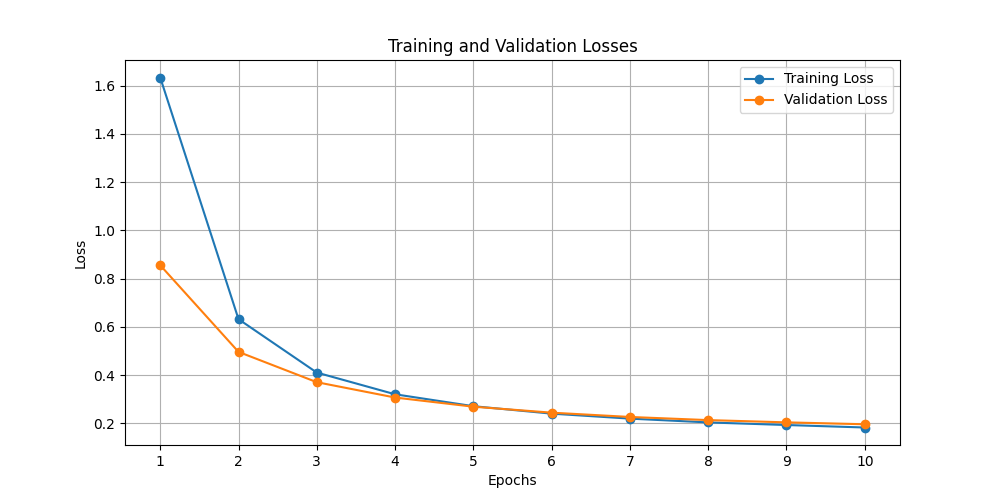 Training and Validation Losses
Training Loss
Validation Loss
1.6
1.4
1.2
1.0
0.8
0.6
0.4
0.2
Loss
1 2 3 4 5 6 7 8 9 10
Epochs